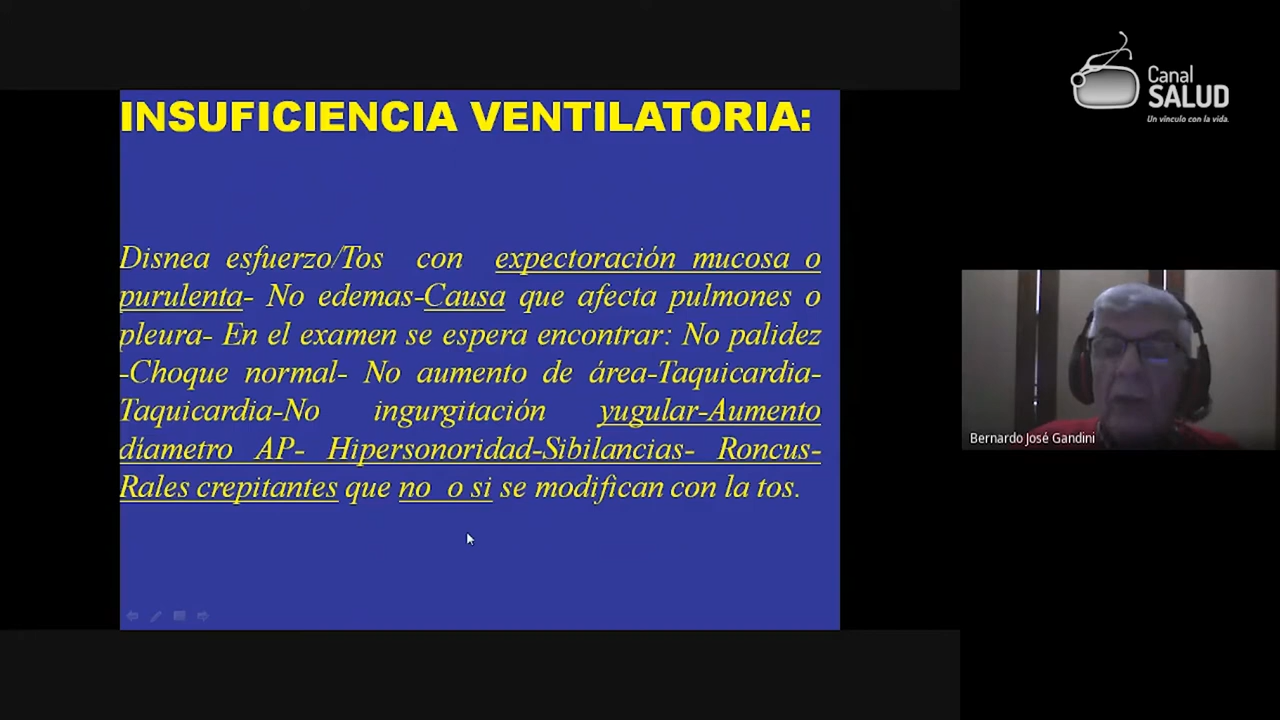 INSUFICIENCIA VENTILATORIA:
Disnea esfuerzo/Tos con expectoración mucosa o
purulenta- No edemas-Causa que afecta pulmones o
pleura- En el examen se espera encontrar: No palidez
-Choque normal- No aumento de área-Taquicardia-
Taquicardia-No ingurgitación yugular-Aumento
díametro AP- Hipersonoridad-Sibilancias- Roncus-
Rales crepitantes que no o si se modifican con la tos.
Canal
SALUD
Un vínculo con la vida.
Bernardo José Gandini